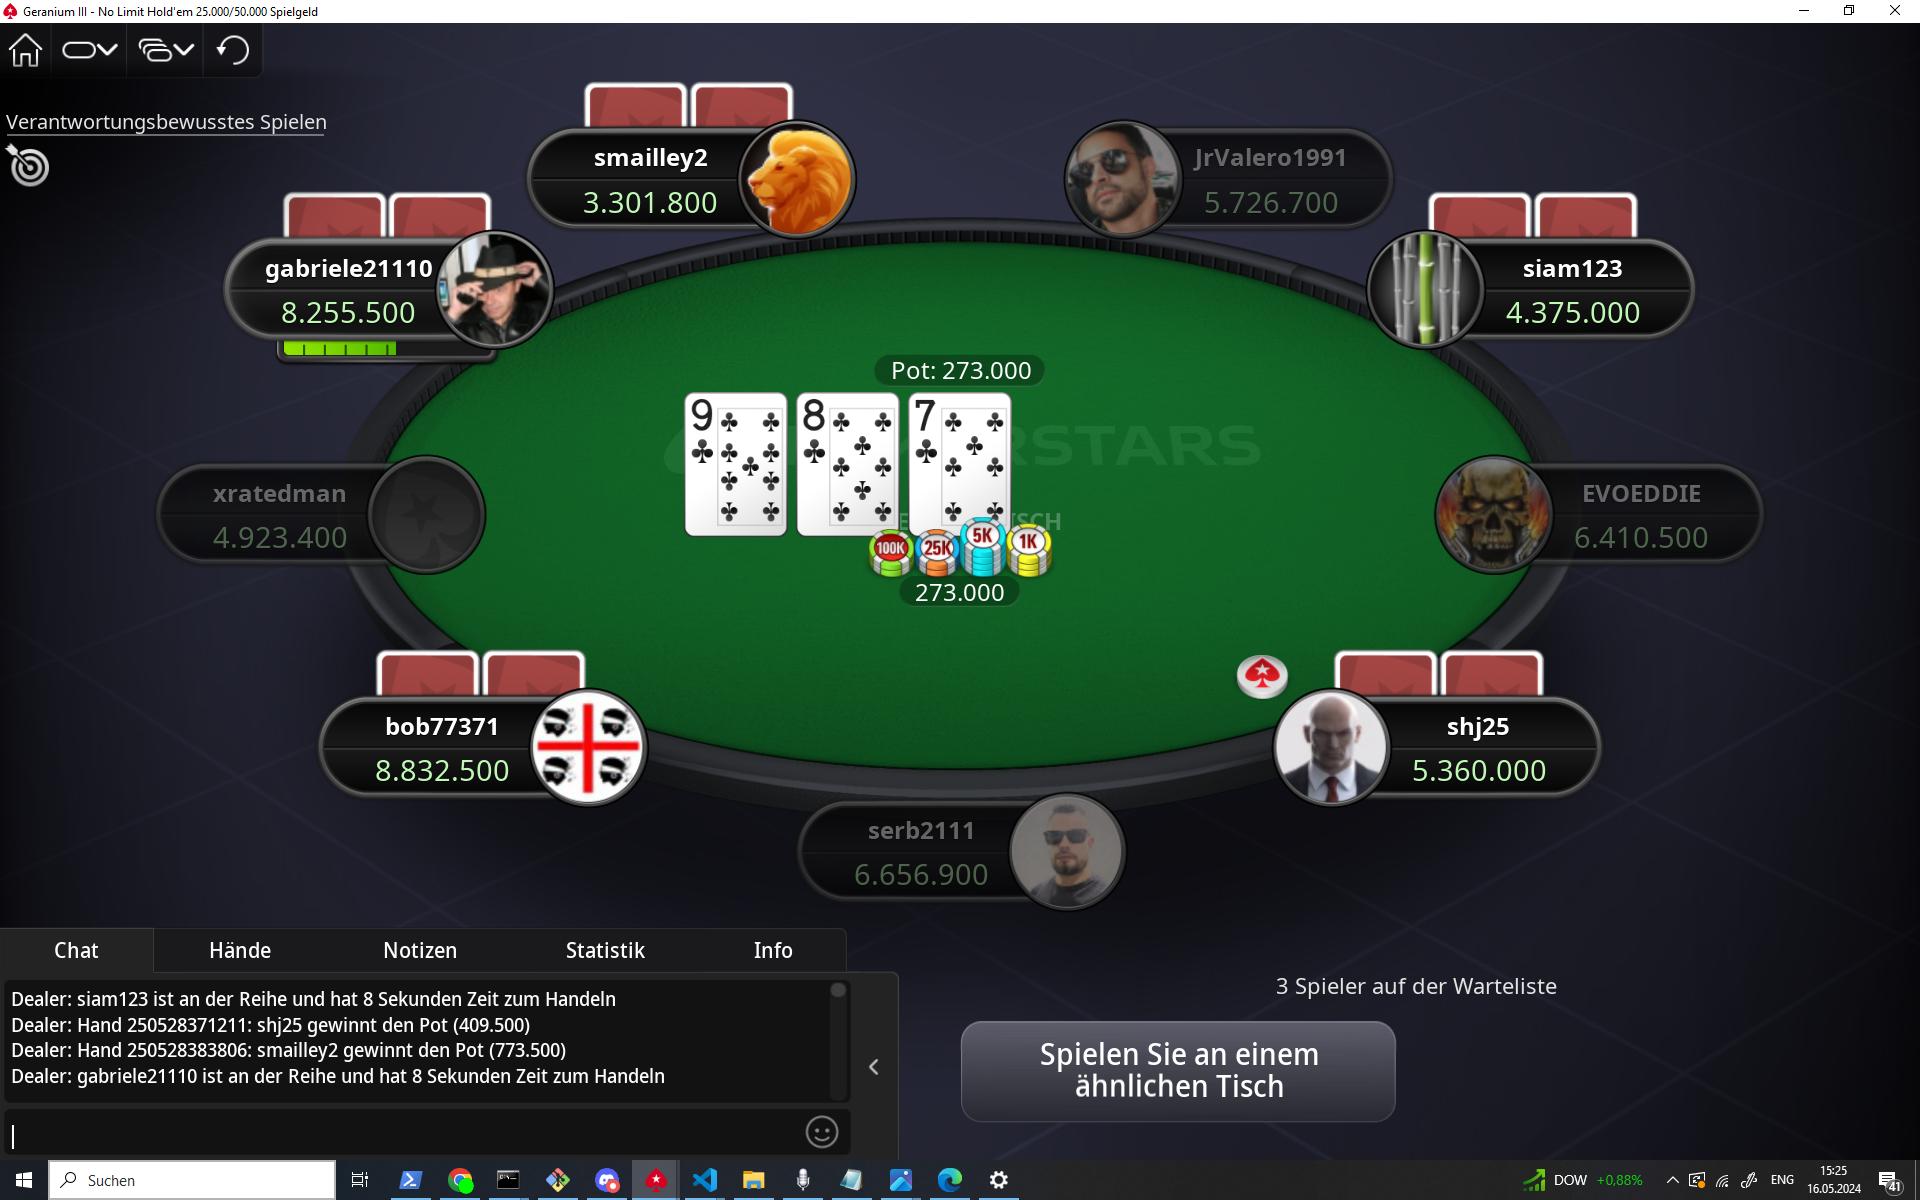 Geranium III - No Limit Hold'em 25.000/50.000 Spielgeld
Verantwortungsbewusstes Spielen
smailley2
3.301.800
JrValero1991
5.726.700
gabriele21110
8.255.500
siam123
4.375.000
Pot: 273.000
9
8
7
RSTARS
xratedman
4.923.400
EVOEDDIE
6.410.500
100K
25K
5K
1K
273.000
bob77371
8.832.500
shj25
5.360.000
serb2111
6.656.900
Chat
Hände
Notizen
Statistik
Info
Dealer: siam123 ist an der Reihe und hat 8 Sekunden Zeit zum Handeln
Dealer: Hand 250528371211: shj25 gewinnt den Pot (409.500)
Dealer: Hand 250528383806: smailley2 gewinnt den Pot (773.500)
Dealer: gabriele21110 ist an der Reihe und hat 8 Sekunden Zeit zum Handeln
3 Spieler auf der Warteliste
Spielen Sie an einem
ähnlichen Tisch
Suchen
DOW +0,88%
ENG
15:25
16.05.2024
41